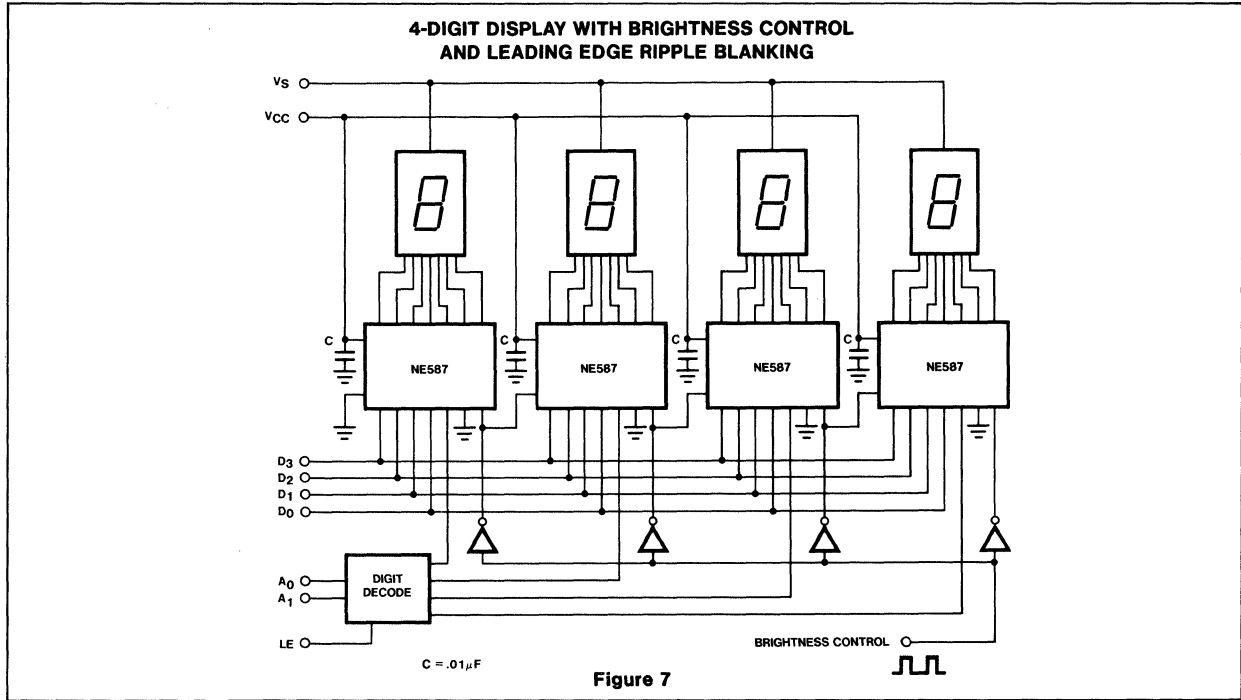 4-DIGIT DISPLAY WITH BRIGHTNESS CONTROL
AND LEADING EDGE RIPPLE BLANKING
VS
VCC
C C C C
NE587 NE587 NE587 NE587
D3
D2
D1
D0
A0
A1
DIGIT
DECODE
LE
BRIGHTNESS CONTROL
C = .01µF
Figure 7